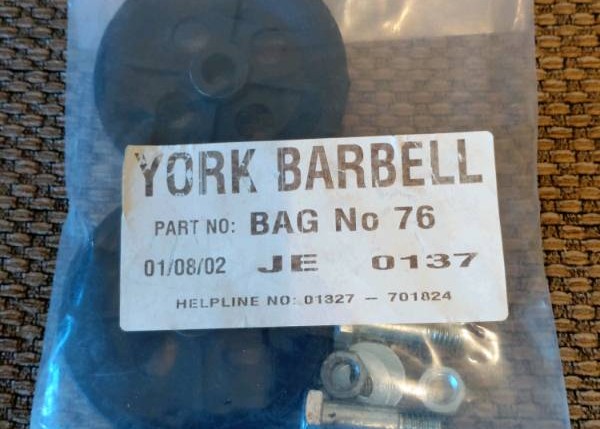 YORK BARBELL
PART NO: BAG No 76
01/08/02 JE 0137
HELPLINE NO: 01327 – 701824